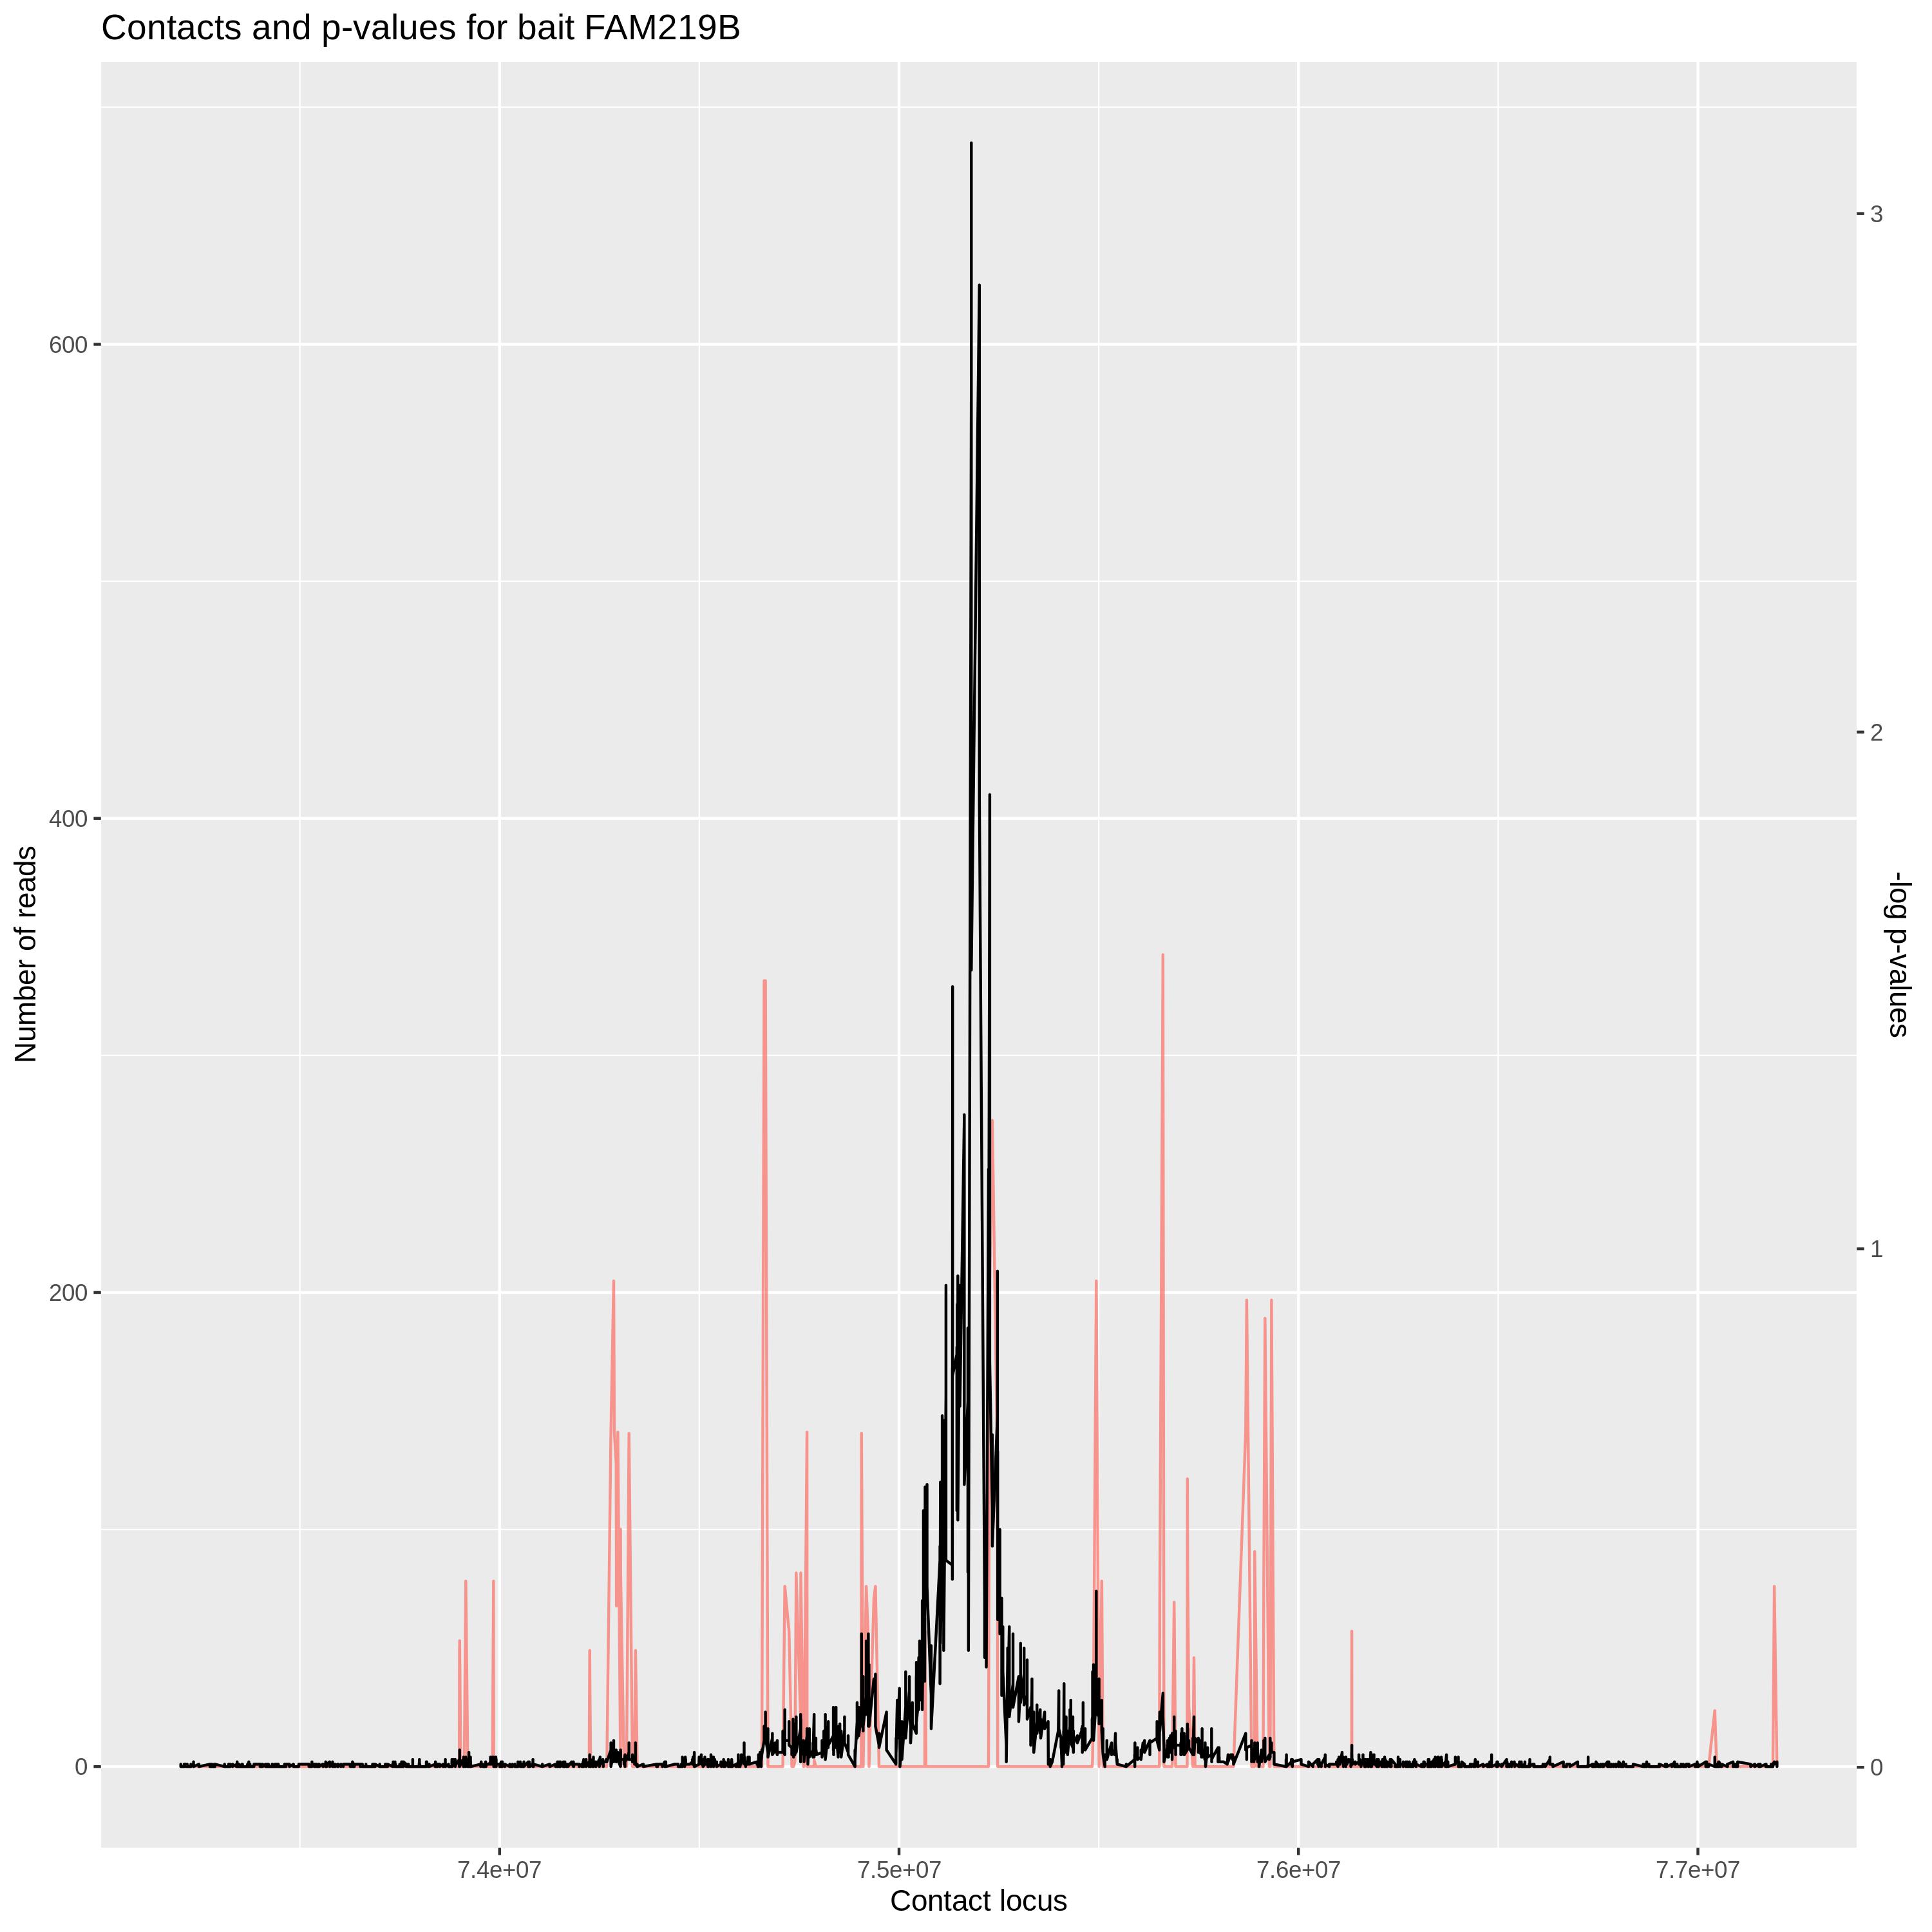 Contacts and p-values for bait FAM219B
600
400
200
0
Number of reads
3
2
1
0
-log p-values
7.4e+07
7.5e+07
7.6e+07
7.7e+07
Contact locus